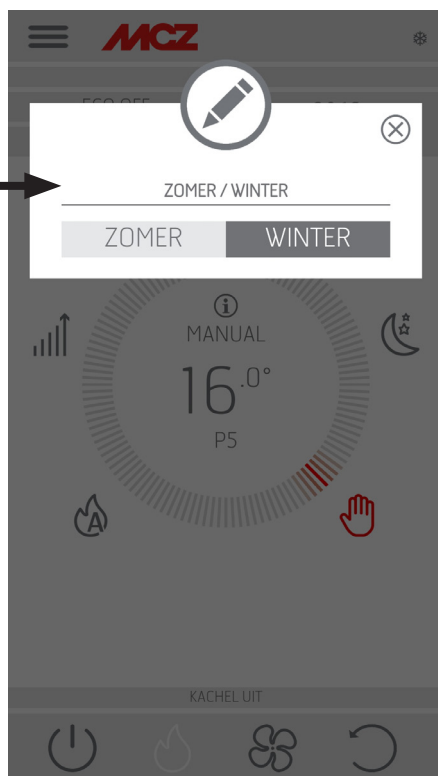 MCZ
ZOMER / WINTER
ZOMER
WINTER
MANUAL
16.0°
P5
A
KACHEL UIT